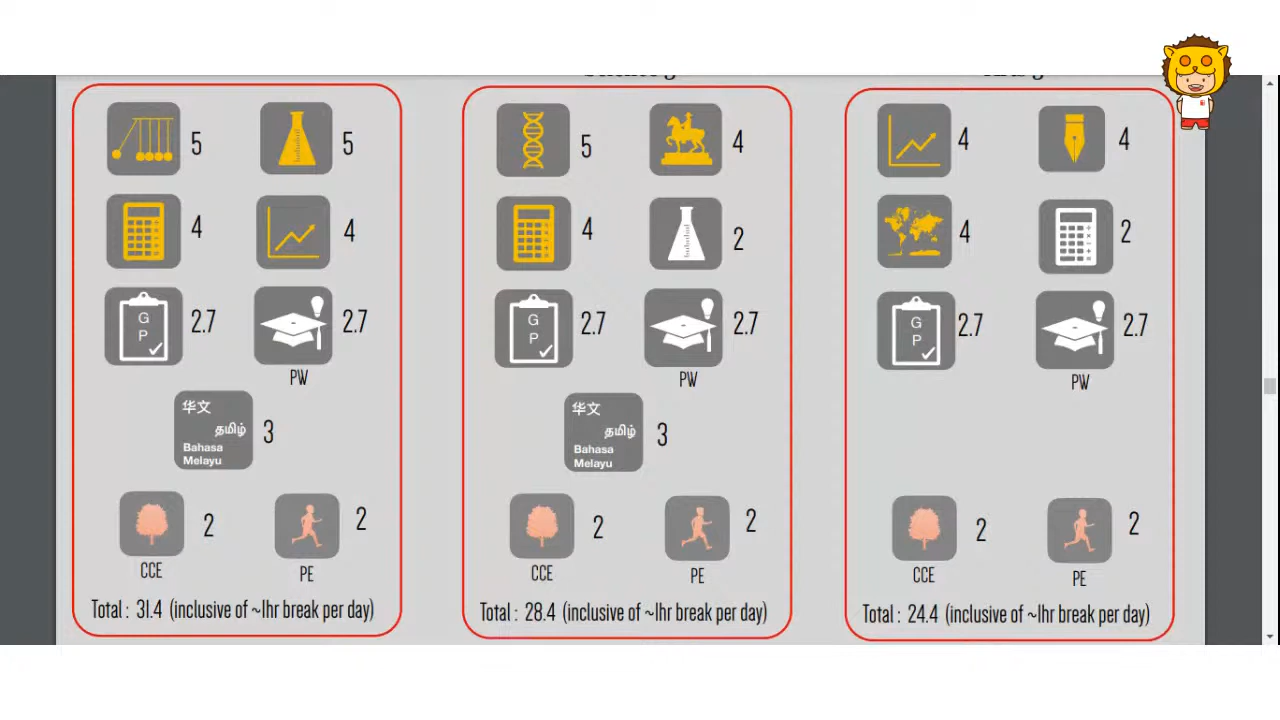 5 5
4 4
G
P
2.7 2.7
PW
华文
தமிழ்
Bahasa
Melayu
3
2 2
CCE PE
Total : 31.4 (inclusive of ~1hr break per day)
5 4
4 2
G
P
2.7 2.7
PW
华文
தமிழ்
Bahasa
Melayu
3
2 2
CCE PE
Total : 28.4 (inclusive of ~1hr break per day)
4 4
4 2
G
P
2.7 2.7
PW
2 2
CCE PE
Total : 24.4 (inclusive of ~1hr break per day)